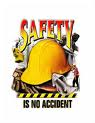 SAFETY
IS NO ACCIDENT